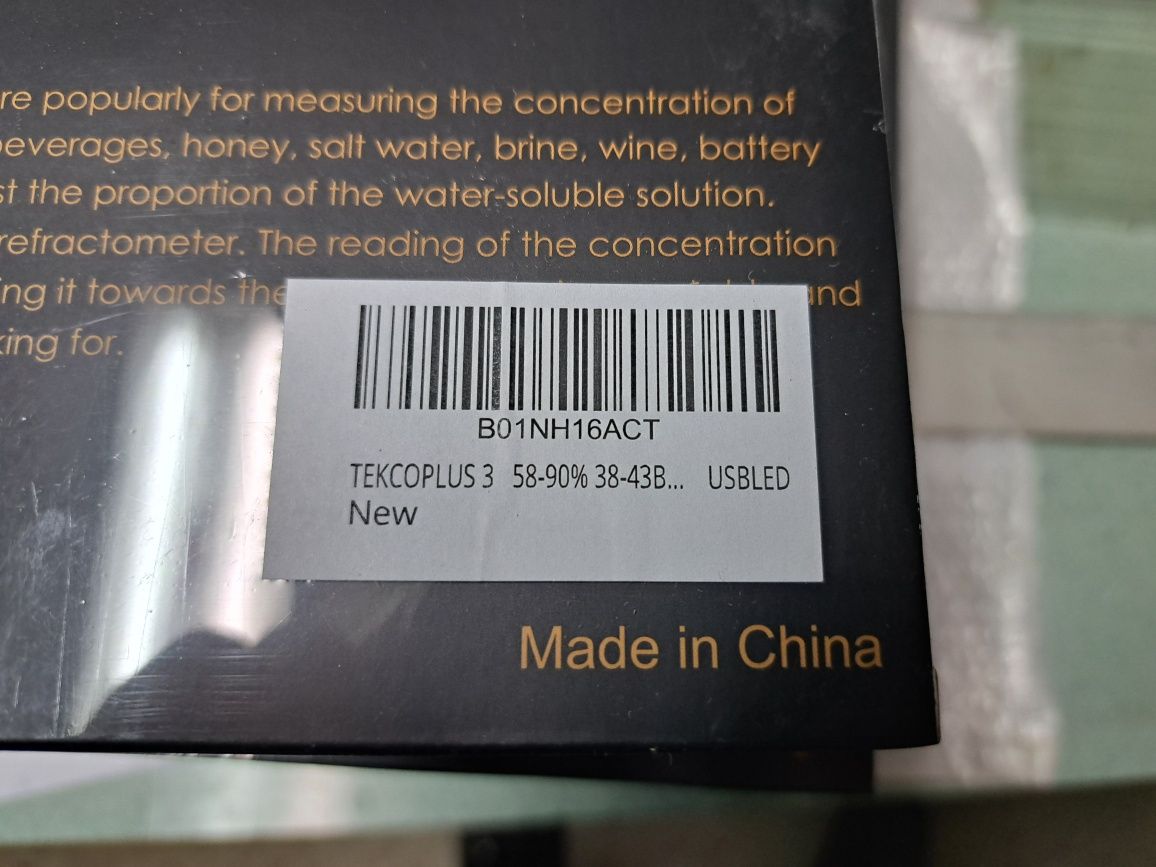 re popularly for measuring the concentration of
beverages, honey, salt water, brine, wine, battery
st the proportion of the water-soluble solution.
refractometer. The reading of the concentration
ing it towards the and
king for.
B01NH16ACT
TEKCOPLUS 3 58-90% 38-43B... USBLED
New
Made in China